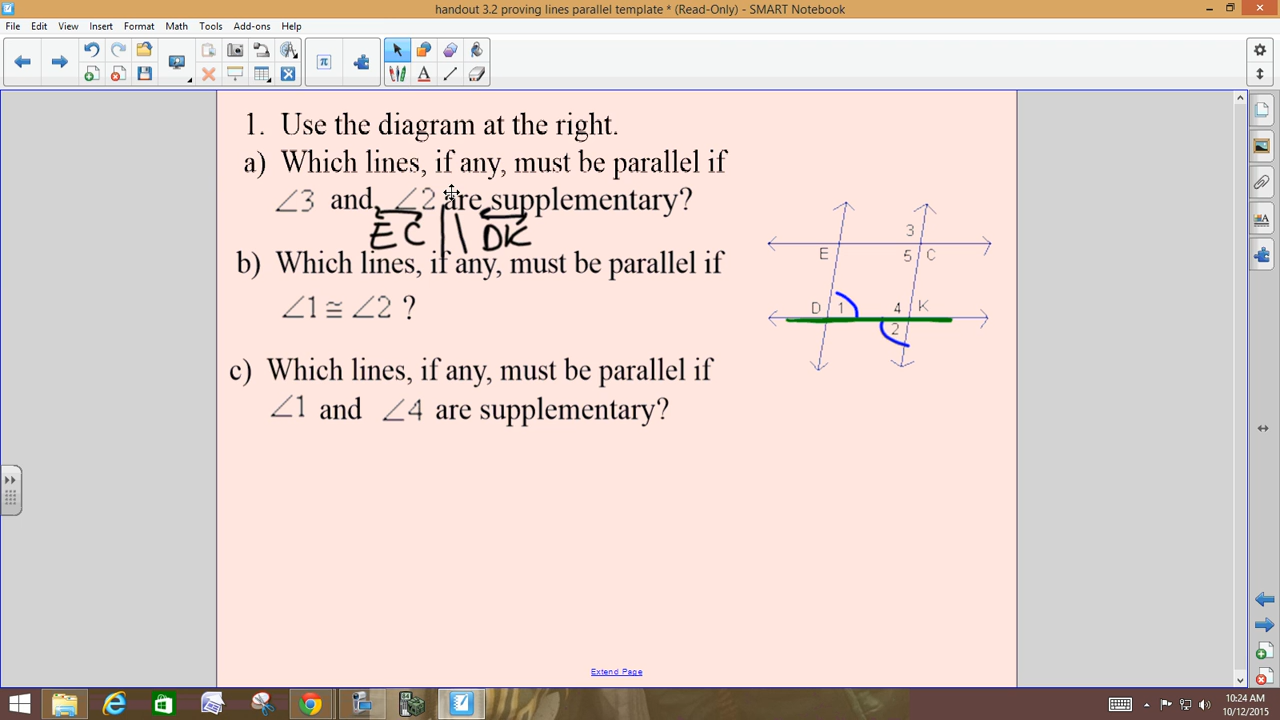 handout 3.2 proving lines parallel template * (Read-Only) - SMART Notebook
File Edit View Insert Format Math Tools Add-ons Help
π
A
1. Use the diagram at the right.
a) Which lines, if any, must be parallel if
∠3 and ∠2 are supplementary?
EC || DK
b) Which lines, if any, must be parallel if
∠1 ≅ ∠2 ?
c) Which lines, if any, must be parallel if
∠1 and ∠4 are supplementary?
3
E 5 C
D 1 4 K
2
Extend Page
10:24 AM
10/12/2015